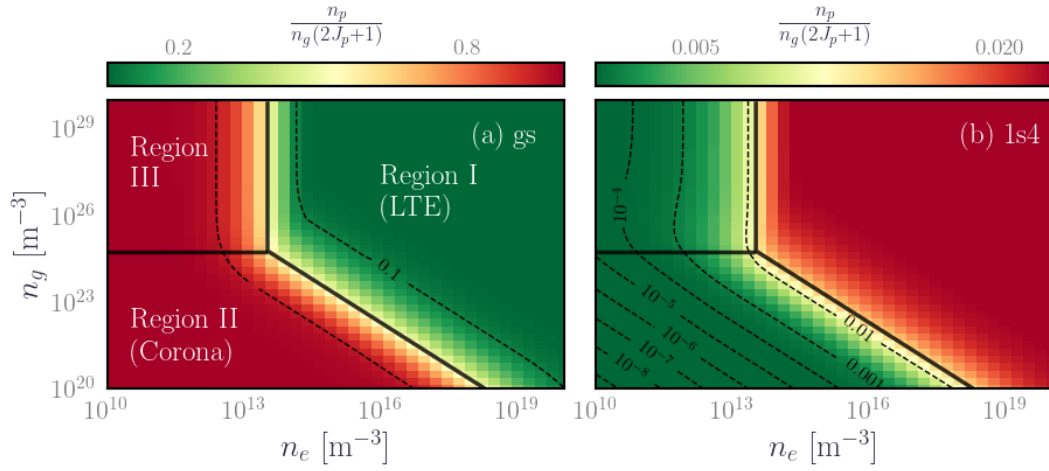 n_p / n_g(2J_p+1)
0.2 0.8
n_p / n_g(2J_p+1)
0.005 0.020
(a) gs
Region III
Region I (LTE)
Region II (Corona)
0.1
10^29
10^26
10^23
10^20
n_g [m^−3]
10^10 10^13 10^16 10^19
n_e [m^−3]
(b) 1s4
10^−4
10^−5
10^−6
10^−7
10^−8
0.01
0.001
10^10 10^13 10^16 10^19
n_e [m^−3]